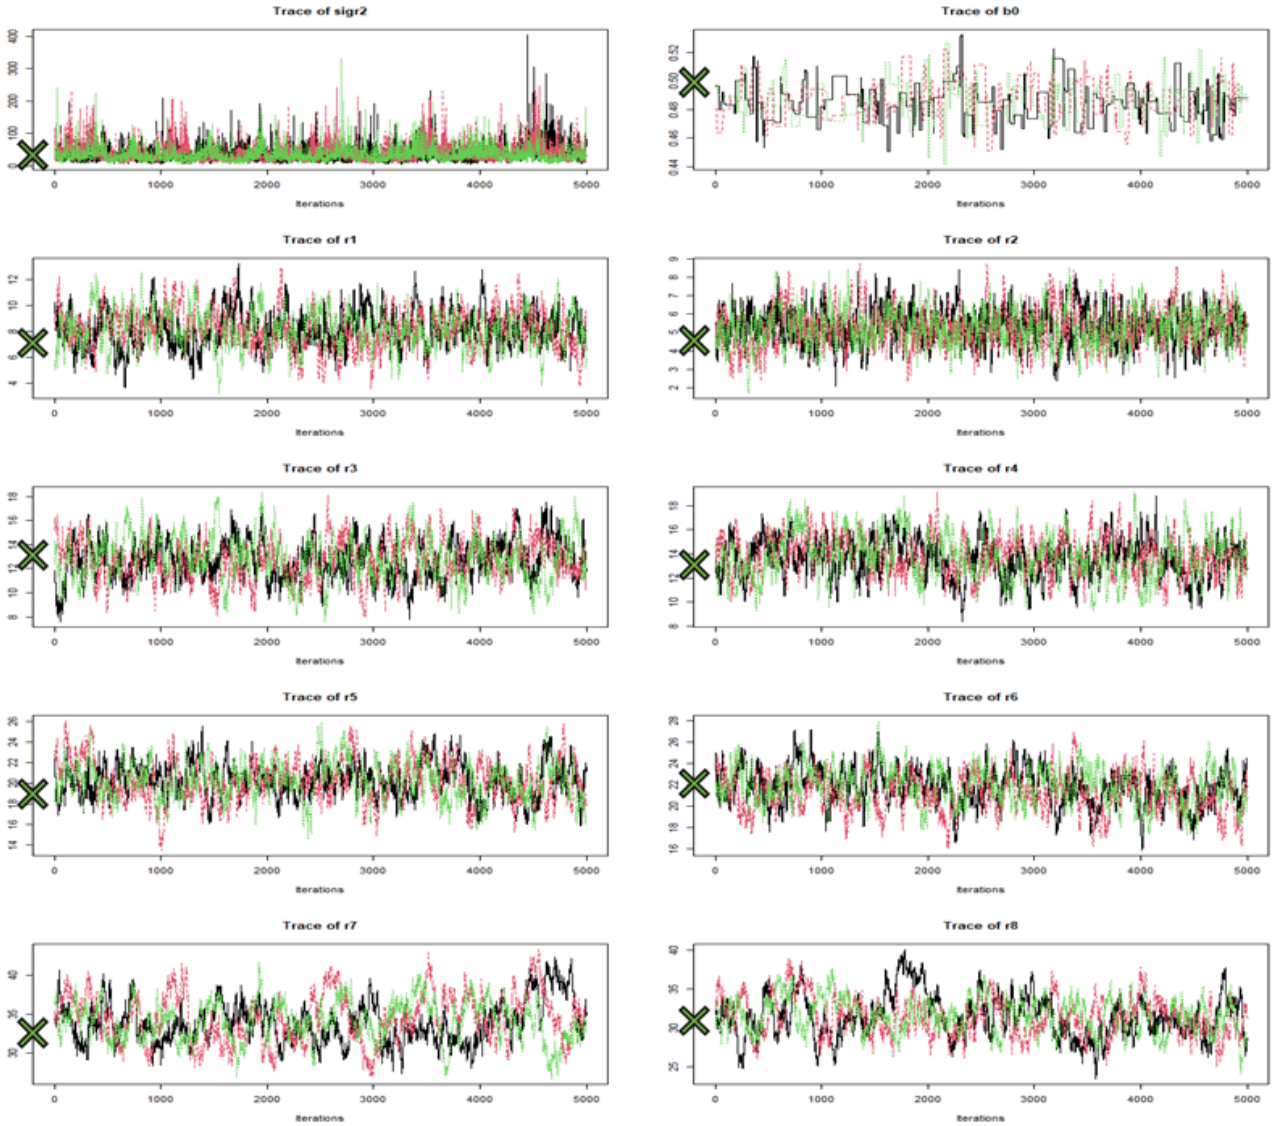 Trace of sigr2
0 100 200 300 400
0 1000 2000 3000 4000 5000
Iterations
Trace of b0
0.44 0.46 0.48 0.50 0.52
0 1000 2000 3000 4000 5000
Iterations
Trace of r1
4 6 8 10 12
0 1000 2000 3000 4000 5000
Iterations
Trace of r2
2 3 4 5 6 7 8 9
0 1000 2000 3000 4000 5000
Iterations
Trace of r3
8 12 14 16 18
0 1000 2000 3000 4000 5000
Iterations
Trace of r4
8 10 12 14 16 18
0 1000 2000 3000 4000 5000
Iterations
Trace of r5
14 16 18 20 22 24 26
0 1000 2000 3000 4000 5000
Iterations
Trace of r6
16 18 20 22 24 26 28
0 1000 2000 3000 4000 5000
Iterations
Trace of r7
30 35 40
0 1000 2000 3000 4000 5000
Iterations
Trace of r8
25 30 35 40
0 1000 2000 3000 4000 5000
Iterations